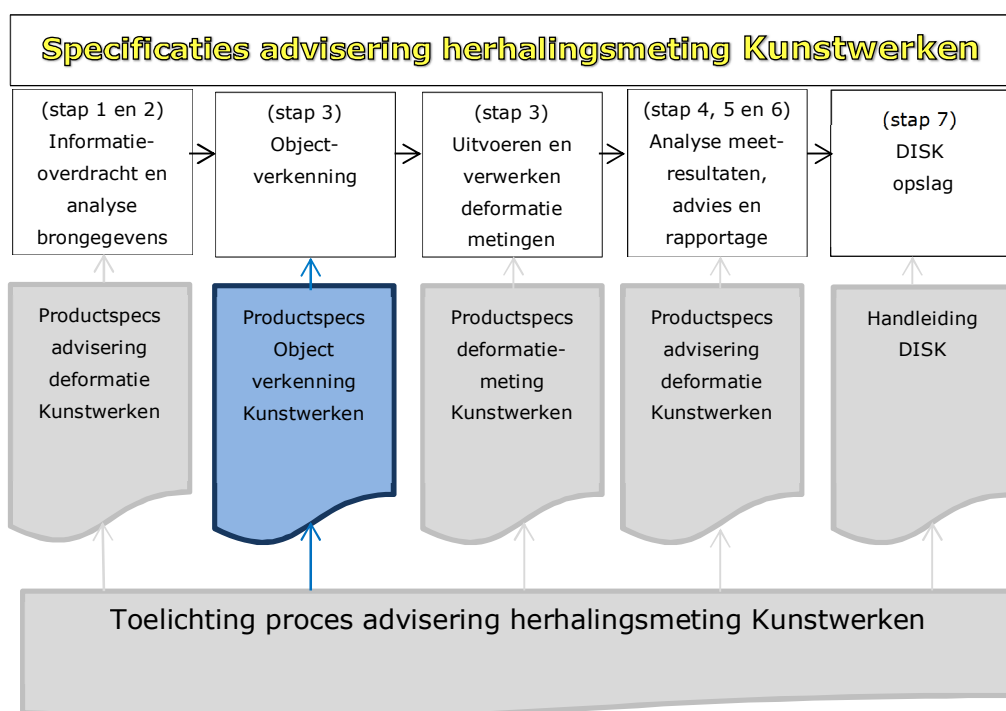 Specificaties advisering herhalingsmeting Kunstwerken
(stap 1 en 2)
Informatie-
overdracht en
analyse
brongegevens
(stap 3)
Object-
verkenning
(stap 3)
Uitvoeren en
verwerken
deformatie
metingen
(stap 4, 5 en 6)
Analyse meet-
resultaten,
advies en
rapportage
(stap 7)
DISK
opslag
Productspecs
advisering
deformatie
Kunstwerken
Productspecs
Object
verkenning
Kunstwerken
Productspecs
deformatie-
meting
Kunstwerken
Productspecs
advisering
deformatie
Kunstwerken
Handleiding
DISK
Toelichting proces advisering herhalingsmeting Kunstwerken